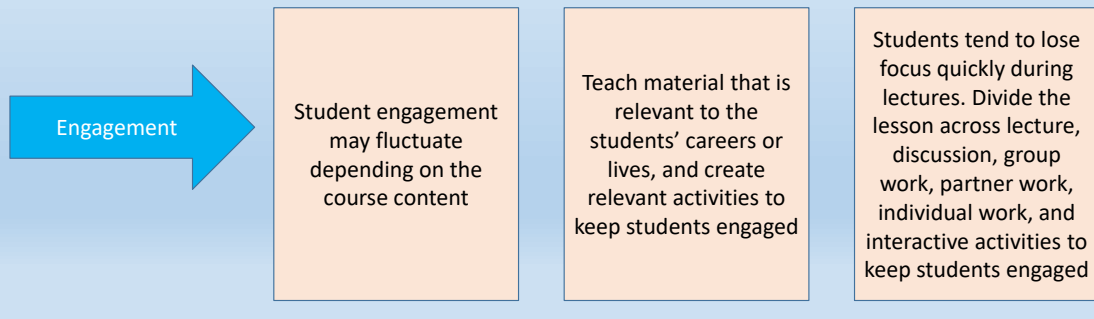 Engagement
Student engagement
may fluctuate
depending on the
course content
Teach material that is
relevant to the
students’ careers or
lives, and create
relevant activities to
keep students engaged
Students tend to lose
focus quickly during
lectures. Divide the
lesson across lecture,
discussion, group
work, partner work,
individual work, and
interactive activities to
keep students engaged